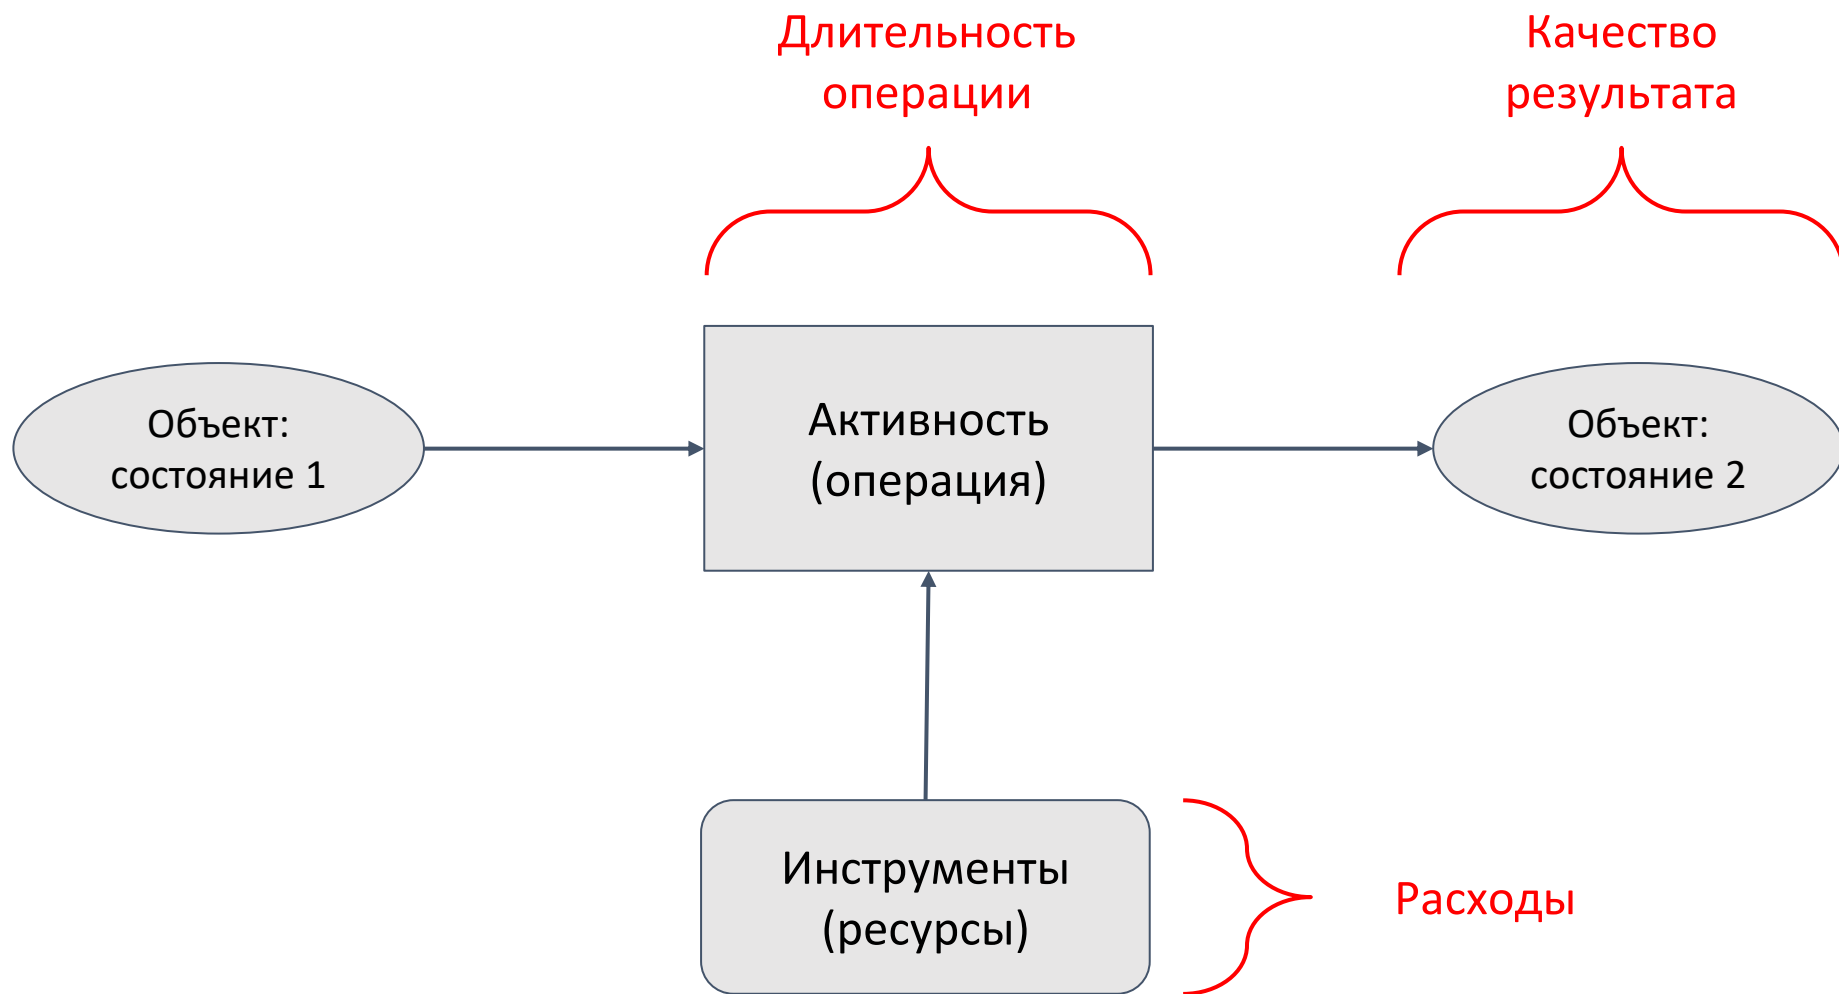 Длительность
операции
Качество
результата
Объект:
состояние 1
Активность
(операция)
Объект:
состояние 2
Инструменты
(ресурсы)
Расходы